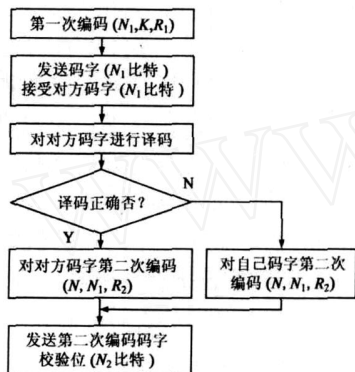 第一次编码 (N₁,K,R₁)
发送码字 (N₁比特)
接受对方码字 (N₁比特)
对对方码字进行译码
译码正确否？
N
Y
对对方码字第二次编码
(N, N₁, R₂)
对自己码字第二次
编码 (N, N₁, R₂)
发送第二次编码码字
校验位 (N₂比特)